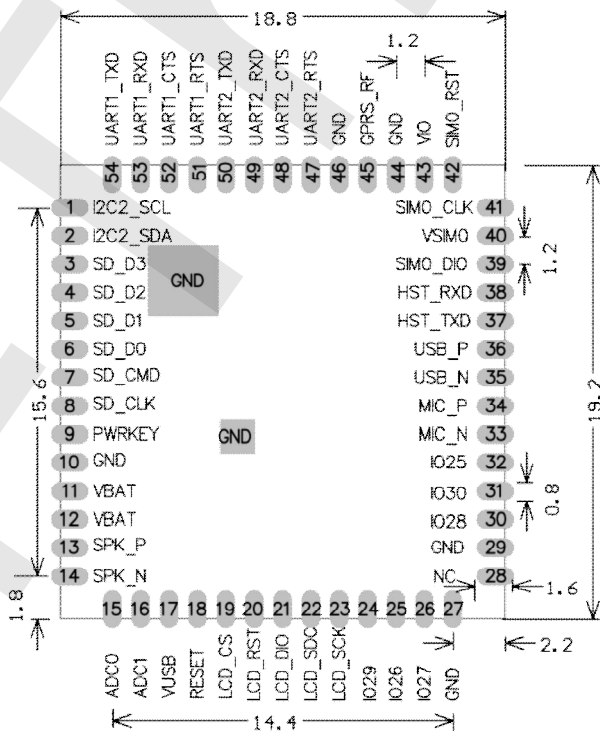 18.8
1.2
54 UART1_TXD
53 UART1_RXD
52 UART1_CTS
51 UART1_RTS
50 UART2_TXD
49 UART2_RXD
48 UART2_CTS
47 UART2_RTS
46 GND
45 GPRS_RF
44 GND
43 VIO
42 SIM0_RST
1 I2C2_SCL
2 I2C2_SDA
3 SD_D3
4 SD_D2
5 SD_D1
6 SD_D0
7 SD_CMD
8 SD_CLK
9 PWRKEY
10 GND
11 VBAT
12 VBAT
13 SPK_P
14 SPK_N
GND
GND
SIM0_CLK 41
VSIM0 40
SIM0_DIO 39
HST_RXD 38
HST_TXD 37
USB_P 36
USB_N 35
MIC_P 34
MIC_N 33
IO25 32
IO30 31
IO28 30
GND 29
NC 28
1.2
0.8
19.2
15.6
1.8
1.6
2.2
15 ADC0
16 ADC1
17 VUSB
18 RESET
19 LCD_CS
20 LCD_RST
21 LCD_DIO
22 LCD_SDC
23 LCD_SCK
24 IO29
25 IO26
26 IO27
27 GND
14.4